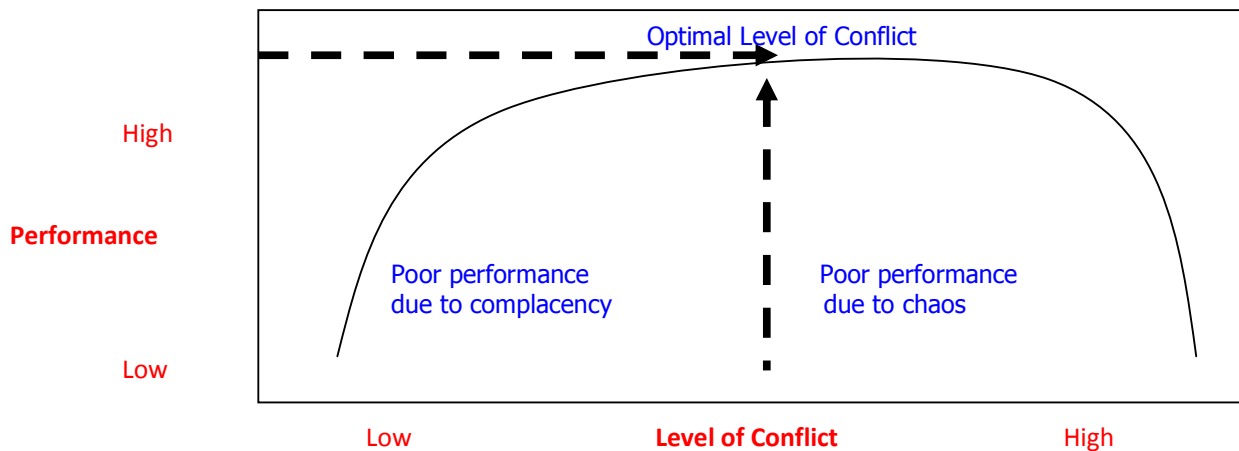 Optimal Level of Conflict
High
Performance
Poor performance
due to complacency
Poor performance
due to chaos
Low
Low
Level of Conflict
High